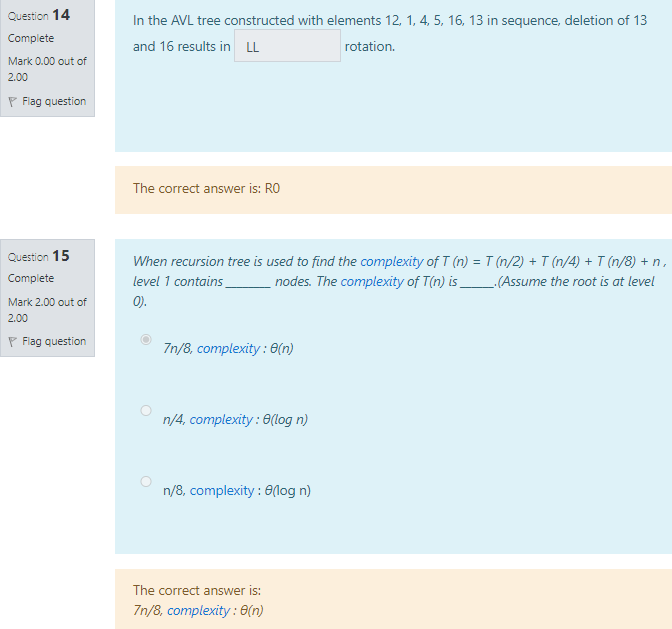 Question 14
Complete
Mark 0.00 out of
2.00
Flag question
In the AVL tree constructed with elements 12, 1, 4, 5, 16, 13 in sequence, deletion of 13
and 16 results in LL rotation.
The correct answer is: R0
Question 15
Complete
Mark 2.00 out of
2.00
Flag question
When recursion tree is used to find the complexity of T (n) = T (n/2) + T (n/4) + T (n/8) + n ,
level 1 contains _______ nodes. The complexity of T(n) is ______.(Assume the root is at level
0).
7n/8, complexity : θ(n)
n/4, complexity : θ(log n)
n/8, complexity : θ(log n)
The correct answer is:
7n/8, complexity : θ(n)